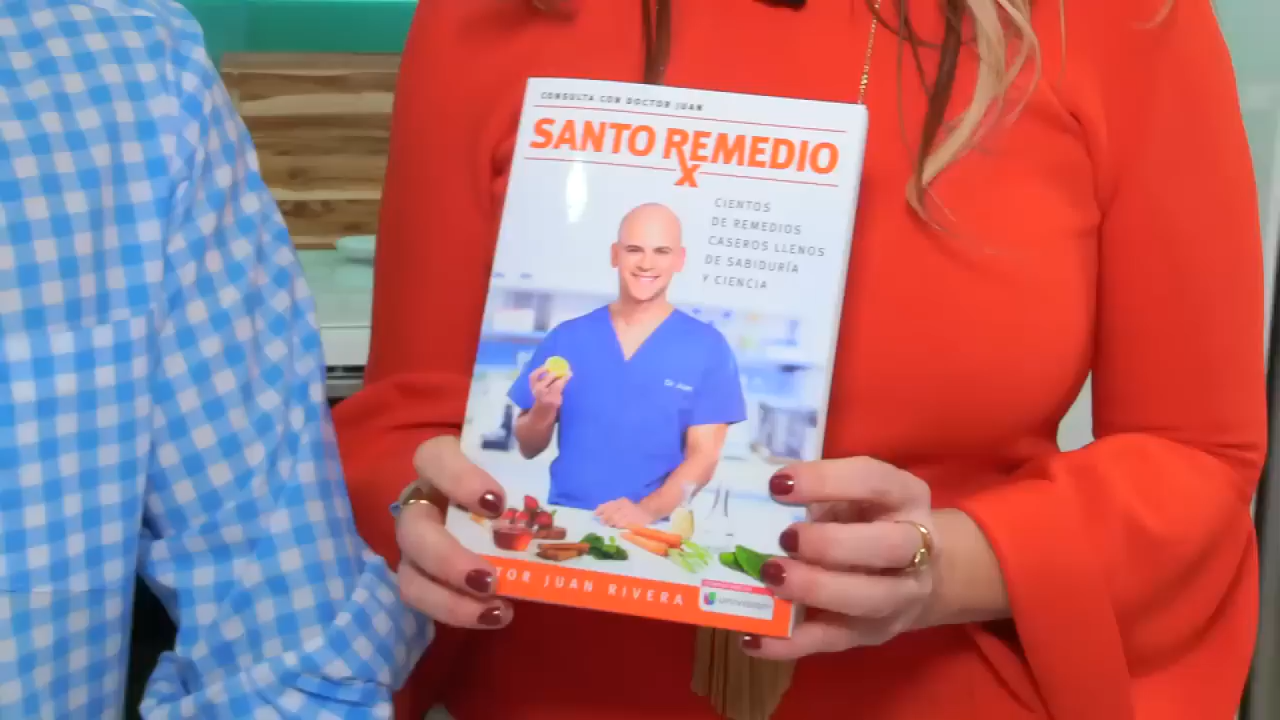 CONSULTA CON DOCTOR JUAN
SANTO REMEDIO
CIENTOS
DE REMEDIOS
CASEROS LLENOS
DE SABIDURÍA
Y CIENCIA
Dr. Juan
TOR JUAN RIVERA
UNIVISION